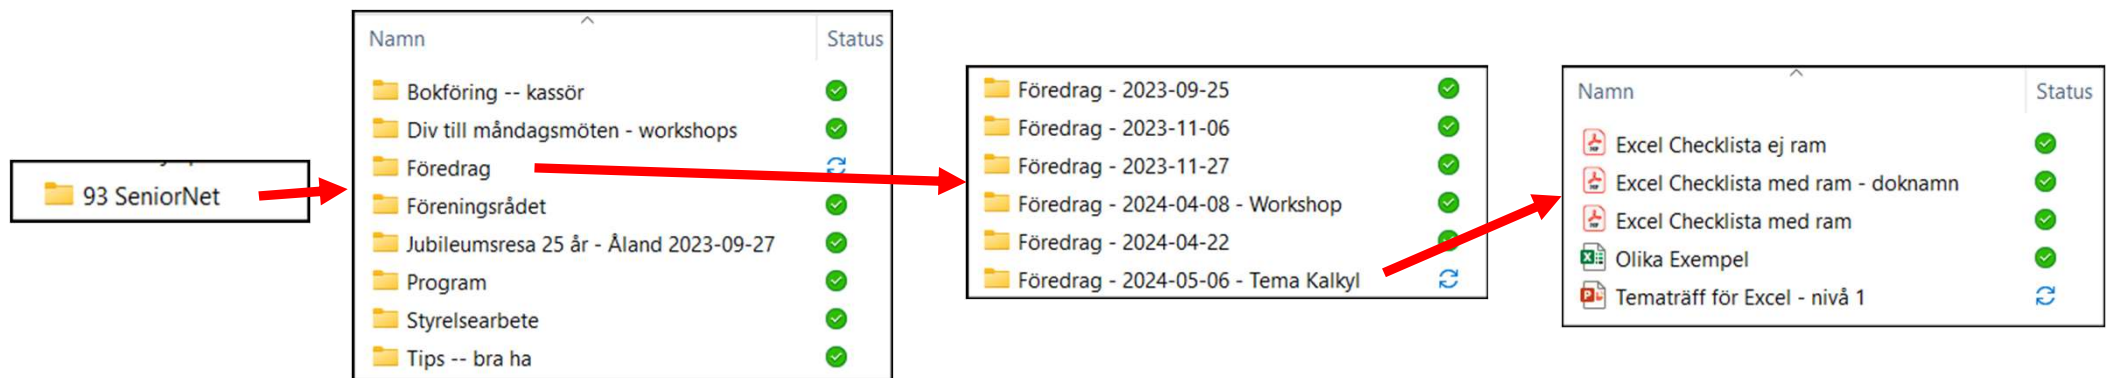 93 SeniorNet
Namn Status
Bokföring -- kassör
Div till måndagsmöten - workshops
Föredrag
Föreningsrådet
Jubileumsresa 25 år - Åland 2023-09-27
Program
Styrelsearbete
Tips -- bra ha
Föredrag - 2023-09-25
Föredrag - 2023-11-06
Föredrag - 2023-11-27
Föredrag - 2024-04-08 - Workshop
Föredrag - 2024-04-22
Föredrag - 2024-05-06 - Tema Kalkyl
Namn Status
Excel Checklista ej ram
Excel Checklista med ram - doknamn
Excel Checklista med ram
Olika Exempel
Tematräff för Excel - nivå 1